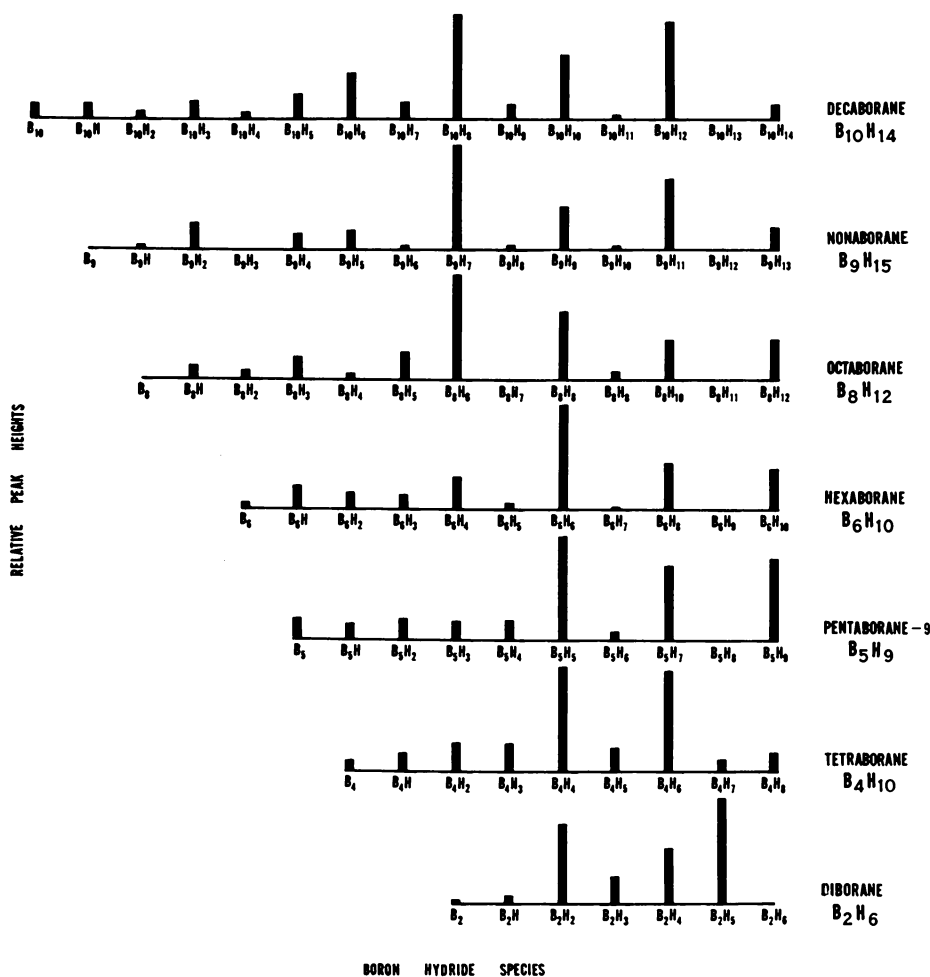 DECABORANE
B₁₀H₁₄
B₁₀ B₁₀H B₁₀H₂ B₁₀H₃ B₁₀H₄ B₁₀H₅ B₁₀H₆ B₁₀H₇ B₁₀H₈ B₁₀H₉ B₁₀H₁₀ B₁₀H₁₁ B₁₀H₁₂ B₁₀H₁₃ B₁₀H₁₄
NONABORANE
B₉H₁₅
B₉ B₉H B₉H₂ B₉H₃ B₉H₄ B₉H₅ B₉H₆ B₉H₇ B₉H₈ B₉H₉ B₉H₁₀ B₉H₁₁ B₉H₁₂ B₉H₁₃
OCTABORANE
B₈H₁₂
B₈ B₈H B₈H₂ B₈H₃ B₈H₄ B₈H₅ B₈H₆ B₈H₇ B₈H₈ B₈H₉ B₈H₁₀ B₈H₁₁ B₈H₁₂
HEXABORANE
B₆H₁₀
B₆ B₆H B₆H₂ B₆H₃ B₆H₄ B₆H₅ B₆H₆ B₆H₇ B₆H₈ B₆H₉ B₆H₁₀
PENTABORANE-9
B₅H₉
B₅ B₅H B₅H₂ B₅H₃ B₅H₄ B₅H₅ B₅H₆ B₅H₇ B₅H₈ B₅H₉
TETRABORANE
B₄H₁₀
B₄ B₄H B₄H₂ B₄H₃ B₄H₄ B₄H₅ B₄H₆ B₄H₇ B₄H₈
DIBORANE
B₂H₆
B₂ B₂H B₂H₂ B₂H₃ B₂H₄ B₂H₅ B₂H₆
RELATIVE PEAK HEIGHTS
BORON HYDRIDE SPECIES